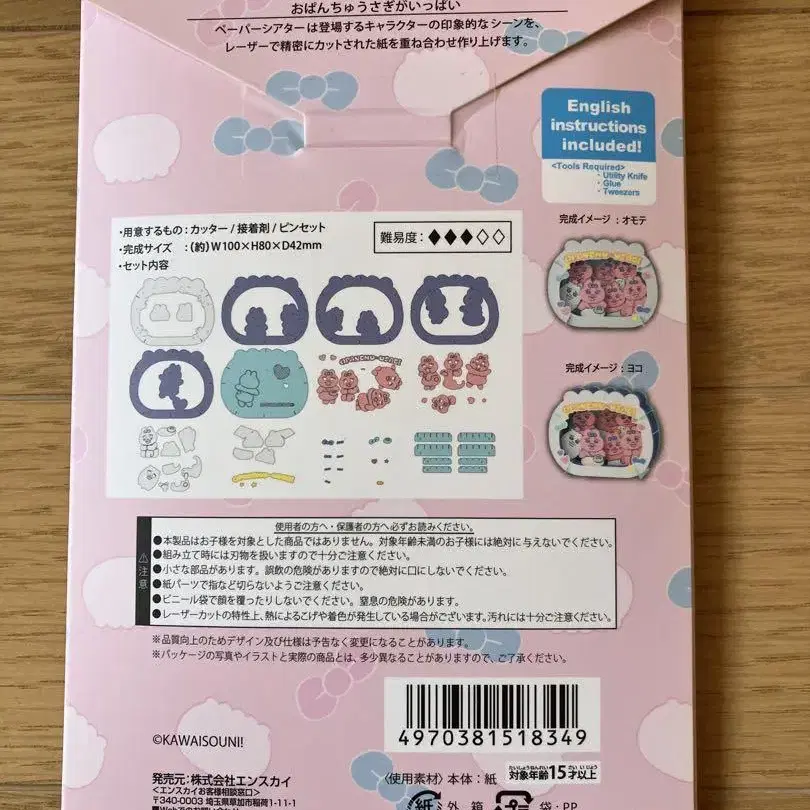 おぱんちゅうさぎがいっぱい
ペーパーシアターは登場するキャラクターの印象的なシーンを、
レーザーで精密にカットされた紙を重ね合わせ作り上げます。
English
instructions
included!
<Tools Required>
・Utility Knife
・Glue
・Tweezers
・用意するもの：カッター / 接着剤 / ピンセット
・完成サイズ ：(約) W100×H80×D42mm
・セット内容
難易度：♦♦♦♢♢
完成イメージ：オモテ
完成イメージ：ヨコ
使用者の方へ・保護者の方へ必ずお読みください。
⚠注意
●本製品はお子様を対象とした商品ではありません。対象年齢未満のお子様には絶対に与えないでください。
●組み立て時には刃物を扱いますので十分ご注意ください。
●小さな部品があります。誤飲の危険がありますので絶対に口にしないでください。
●紙パーツで指など切らないようご注意ください。
●ビニール袋で顔を覆ったりしないでください。窒息の危険があります。
●レーザーカットの特性上、熱によるこげや着色が発生している場合がございます。汚れには十分ご注意ください。
※品質向上のためデザイン及び仕様は予告なく変更になることがあります。
※パッケージの写真やイラストと実際の商品とは、多少異なることがありますので、ご了承ください。
4970381518349
©KAWAISOUNI!
発売元：株式会社エンスカイ
<エンスカイお客様相談窓口>
〒340-0003 埼玉県草加市稲荷1-11-1
〈使用素材〉本体：紙
対象年齢15才以上
紙 外 箱
袋・PP